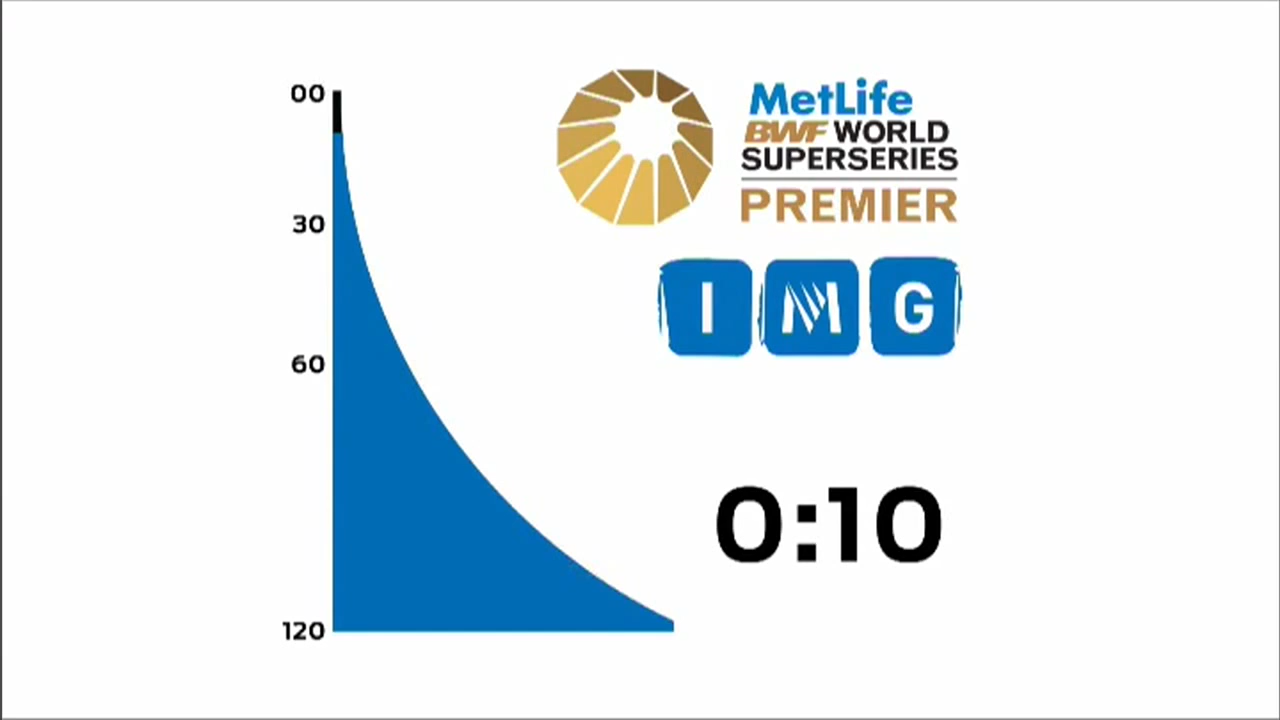 00
30
60
120
MetLife
BWF WORLD
SUPERSERIES
PREMIER
I M G
0:10